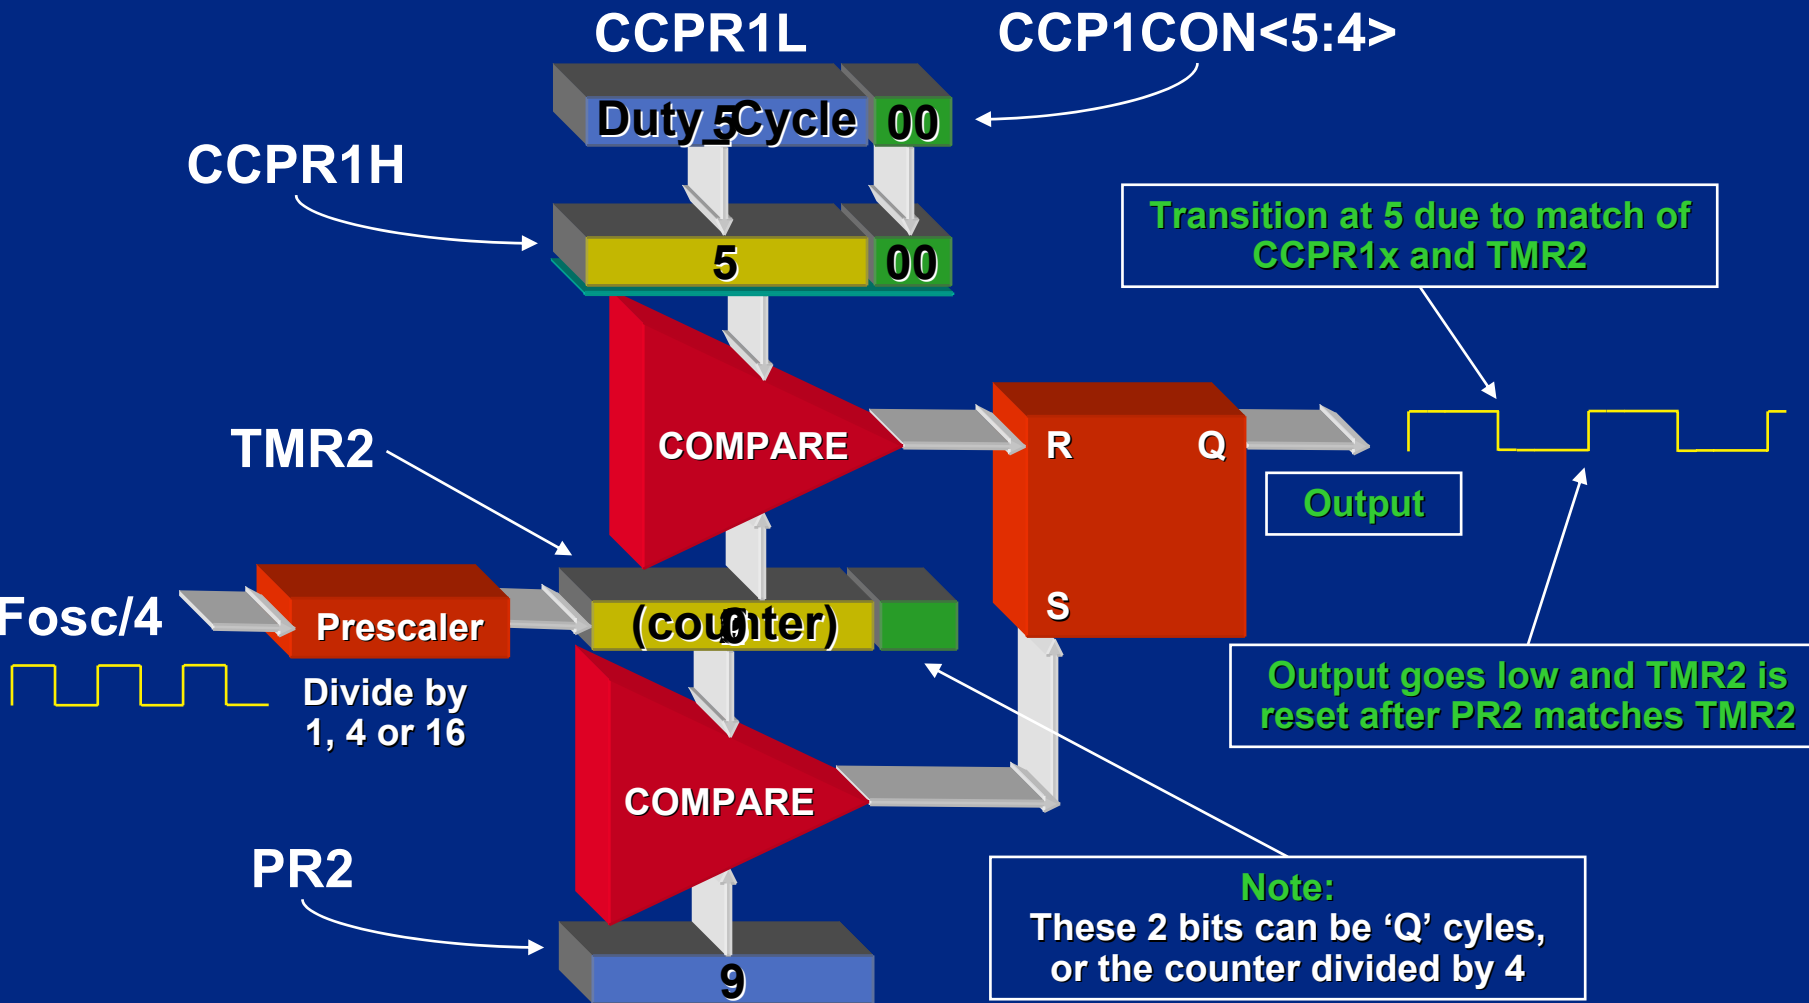 CCPR1L
CCP1CON<5:4>
Duty_Cycle
5
00
CCPR1H
5
00
Transition at 5 due to match of
CCPR1x and TMR2
TMR2
COMPARE
R
Q
Output
S
Fosc/4
Prescaler
(counter)
Divide by
1, 4 or 16
Output goes low and TMR2 is
reset after PR2 matches TMR2
COMPARE
PR2
9
Note:
These 2 bits can be ‘Q’ cyles,
or the counter divided by 4